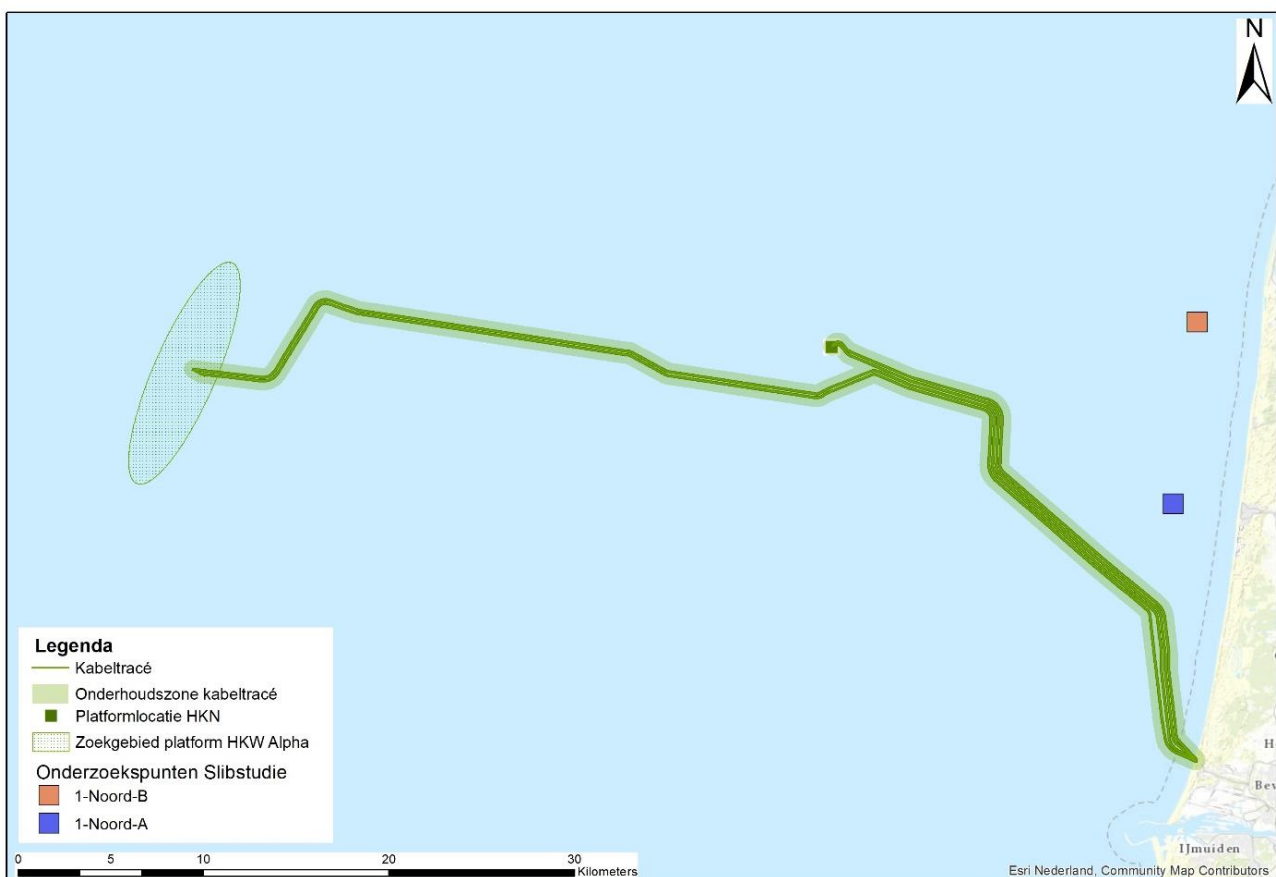 N
Legenda
Kabeltracé
Onderhoudszone kabeltracé
Platformlocatie HKN
Zoekgebied platform HKW Alpha
Onderzoekspunten Slibstudie
1-Noord-B
1-Noord-A
H
Bev
IJmuiden
0 5 10 20 30
Kilometers
Esri Nederland, Community Map Contributors